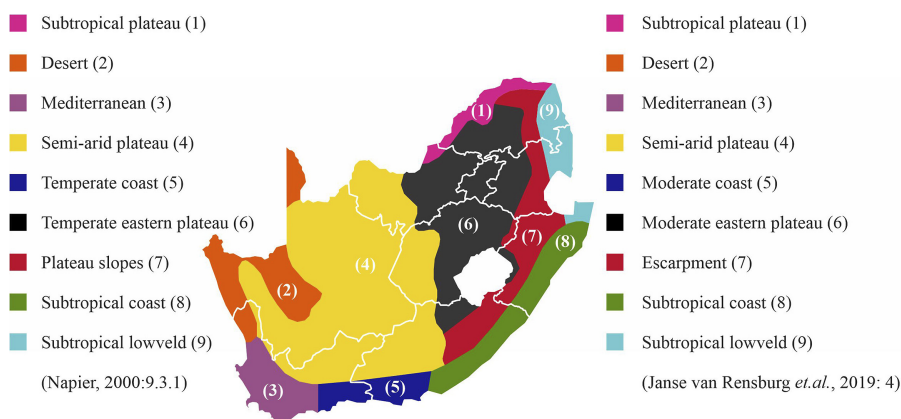 Subtropical plateau (1)
Desert (2)
Mediterranean (3)
Semi-arid plateau (4)
Temperate coast (5)
Temperate eastern plateau (6)
Plateau slopes (7)
Subtropical coast (8)
Subtropical lowveld (9)
(Napier, 2000:9.3.1)
(1)
(9)
(6)
(7)
(8)
(4)
(2)
(5)
(3)
Subtropical plateau (1)
Desert (2)
Mediterranean (3)
Semi-arid plateau (4)
Moderate coast (5)
Moderate eastern plateau (6)
Escarpment (7)
Subtropical coast (8)
Subtropical lowveld (9)
(Janse van Rensburg et.al., 2019: 4)